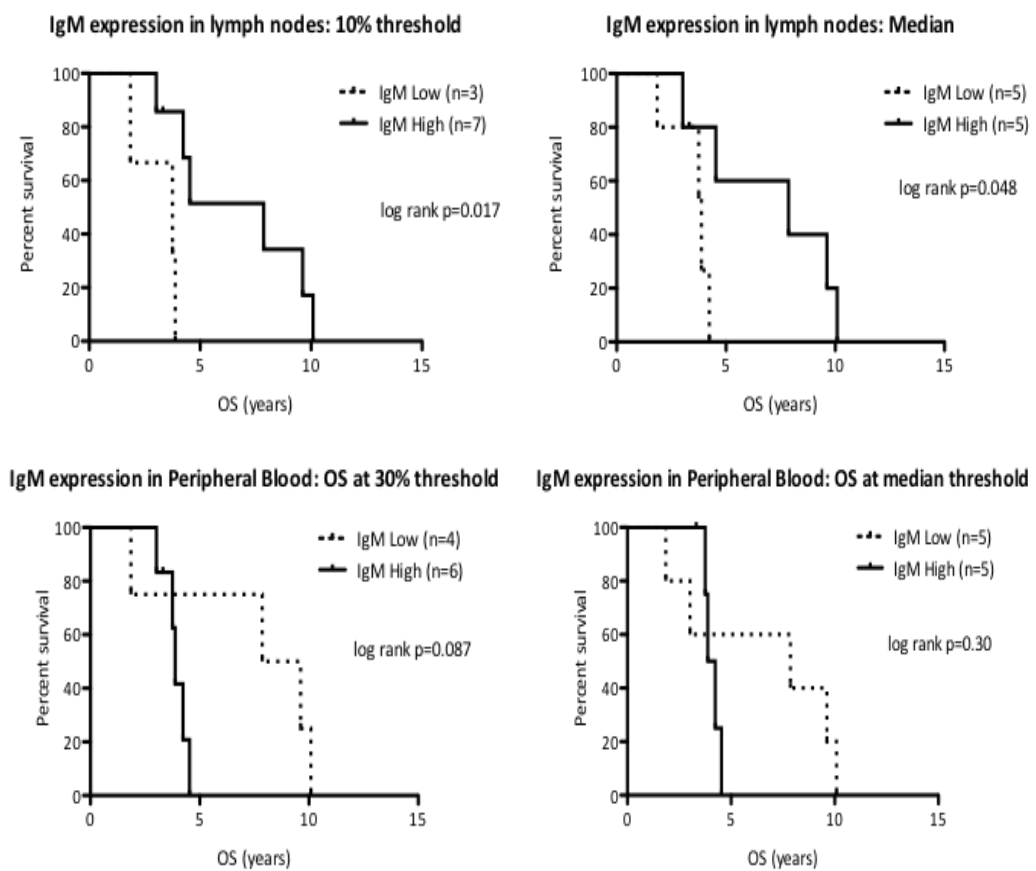 IgM expression in lymph nodes: 10% threshold
100
80
60
40
20
0
Percent survival
0 5 10 15
OS (years)
IgM Low (n=3)
IgM High (n=7)
log rank p=0.017
IgM expression in lymph nodes: Median
100
80
60
40
20
0
Percent survival
0 5 10 15
OS (years)
IgM Low (n=5)
IgM High (n=5)
log rank p=0.048
IgM expression in Peripheral Blood: OS at 30% threshold
100
80
60
40
20
0
Percent survival
0 5 10 15
OS (years)
IgM Low (n=4)
IgM High (n=6)
log rank p=0.087
IgM expression in Peripheral Blood: OS at median threshold
100
80
60
40
20
0
Percent survival
0 5 10 15
OS (years)
IgM Low (n=5)
IgM High (n=5)
log rank p=0.30